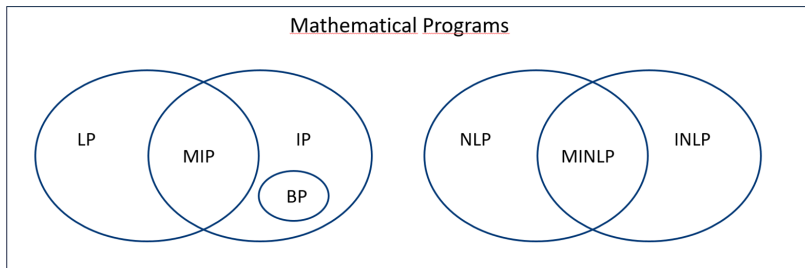 Mathematical Programs
LP
MIP
IP
BP
NLP
MINLP
INLP